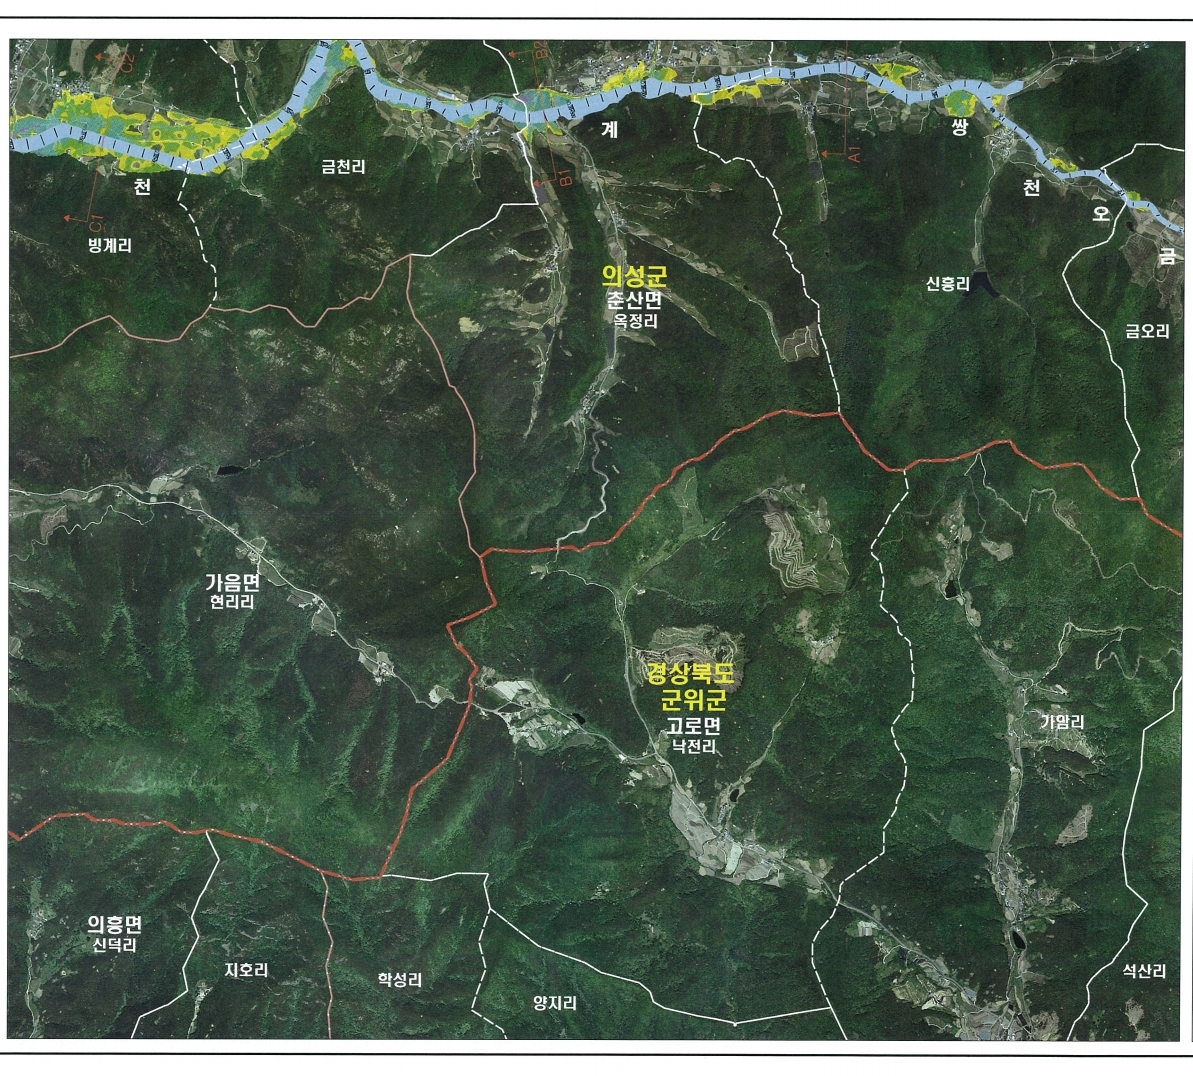 C2
B2
계
쌍
A1
금천리
B1
천
천
오
C1
빙계리
금
의성군
춘산면
옥정리
신흥리
금오리
가음면
현리리
경상북도
군위군
고로면
낙전리
가암리
의흥면
신덕리
지호리
학성리
양지리
석산리